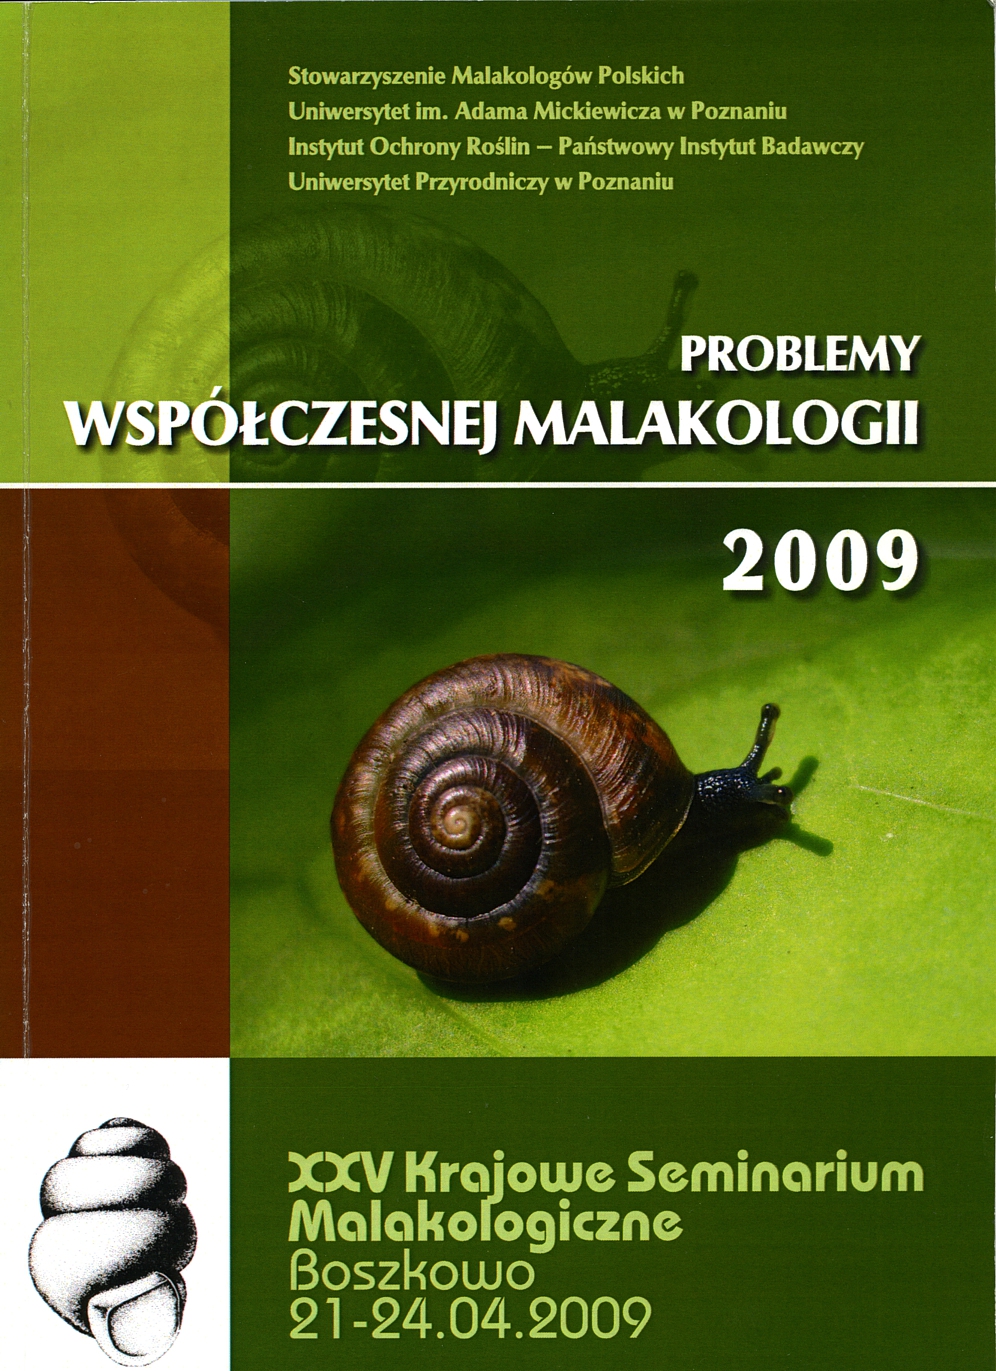 Stowarzyszenie Malakologów Polskich
Uniwersytet im. Adama Mickiewicza w Poznaniu
Instytut Ochrony Roślin – Państwowy Instytut Badawczy
Uniwersytet Przyrodniczy w Poznaniu
PROBLEMY
WSPÓŁCZESNEJ MALAKOLOGII
2009
XXV Krajowe Seminarium
Malakologiczne
Boszkowo
21-24.04.2009